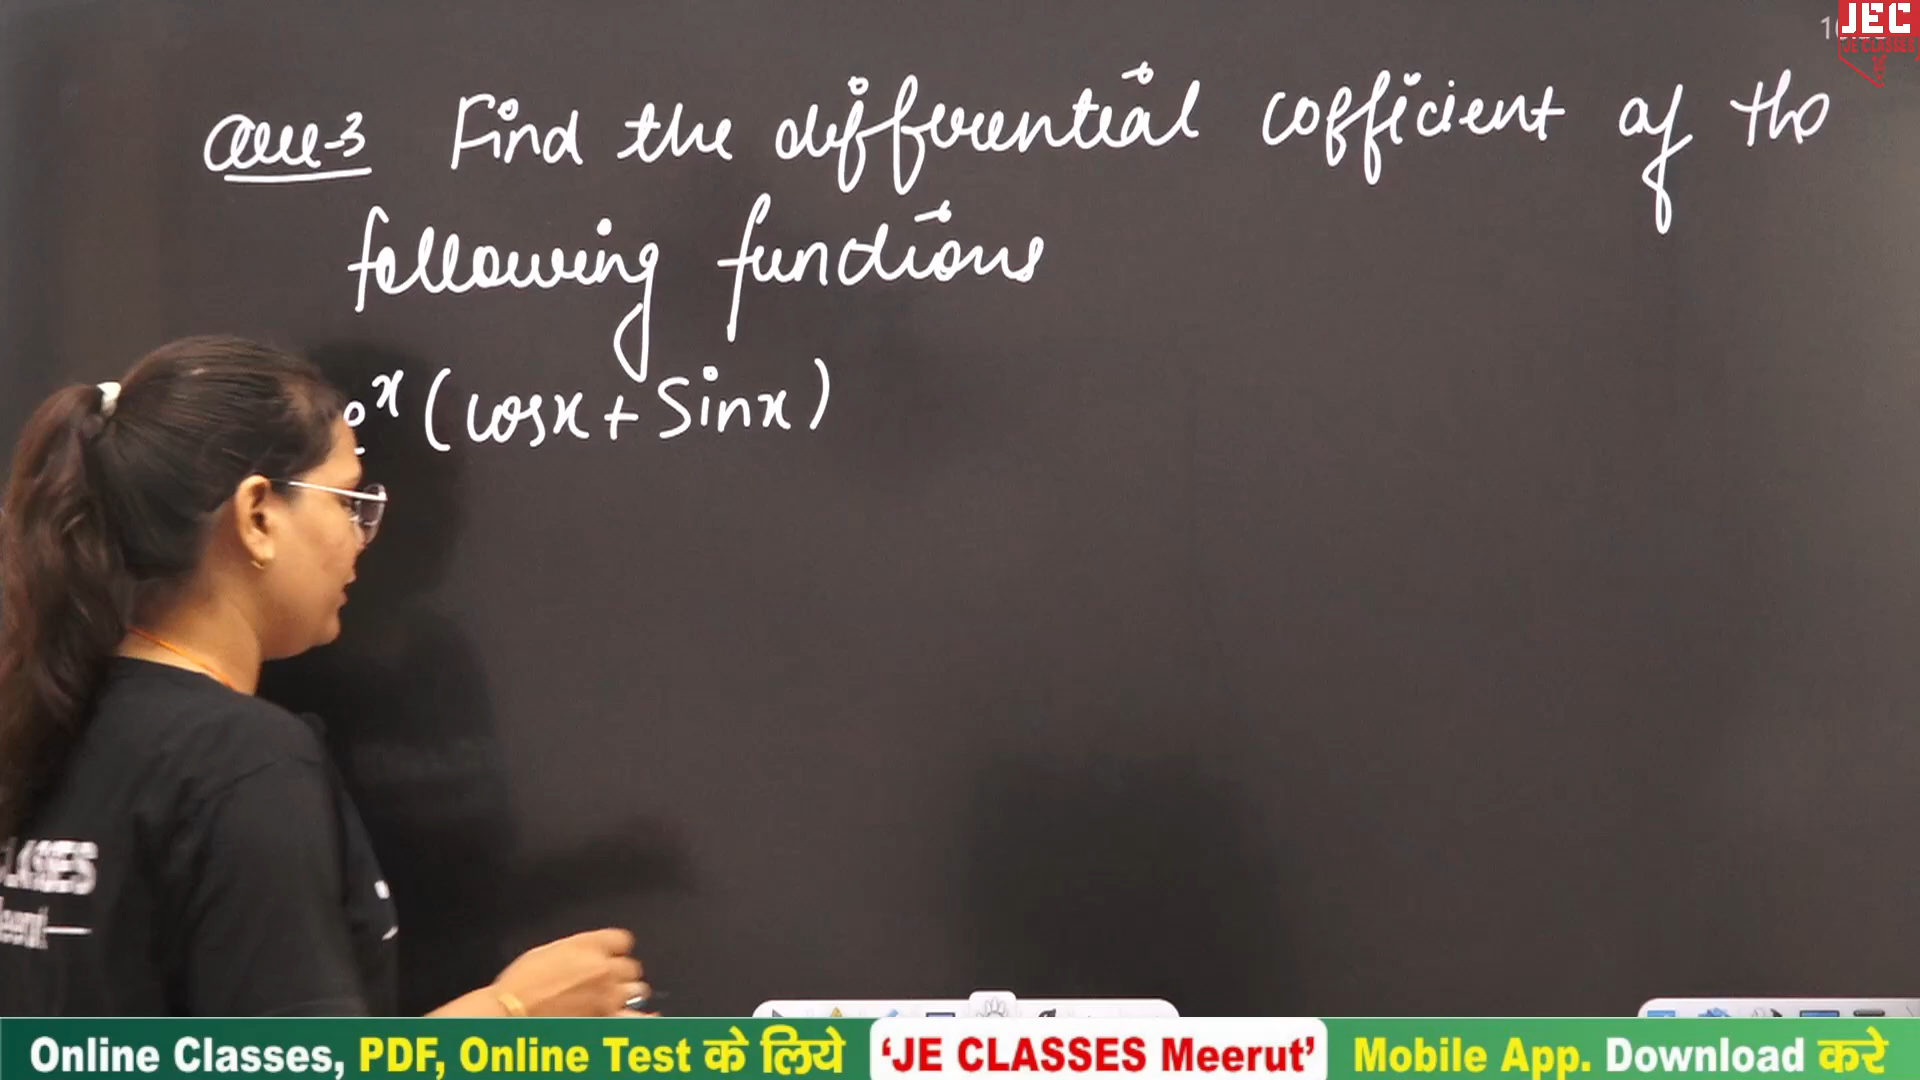 JEC
JE CLASSES
Que-3 Find the differential cofficient of the
following functions
e^x (cosx + Sinx)
LASES
Online Classes, PDF, Online Test के लिये 'JE CLASSES Meerut' Mobile App. Download करे